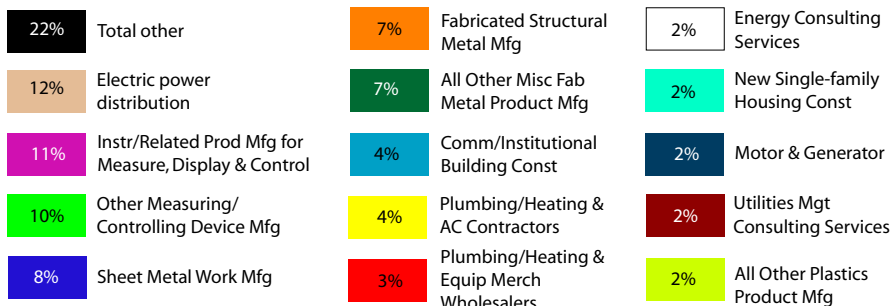 22% Total other
12% Electric power
distribution
11% Instr/Related Prod Mfg for
Measure, Display & Control
10% Other Measuring/
Controlling Device Mfg
8% Sheet Metal Work Mfg
7% Fabricated Structural
Metal Mfg
7% All Other Misc Fab
Metal Product Mfg
4% Comm/Institutional
Building Const
4% Plumbing/Heating &
AC Contractors
3% Plumbing/Heating &
Equip Merch
Wholesalers
2% Energy Consulting
Services
2% New Single-family
Housing Const
2% Motor & Generator
2% Utilities Mgt
Consulting Services
2% All Other Plastics
Product Mfg